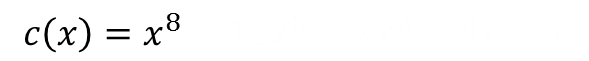 c(x) = x⁸